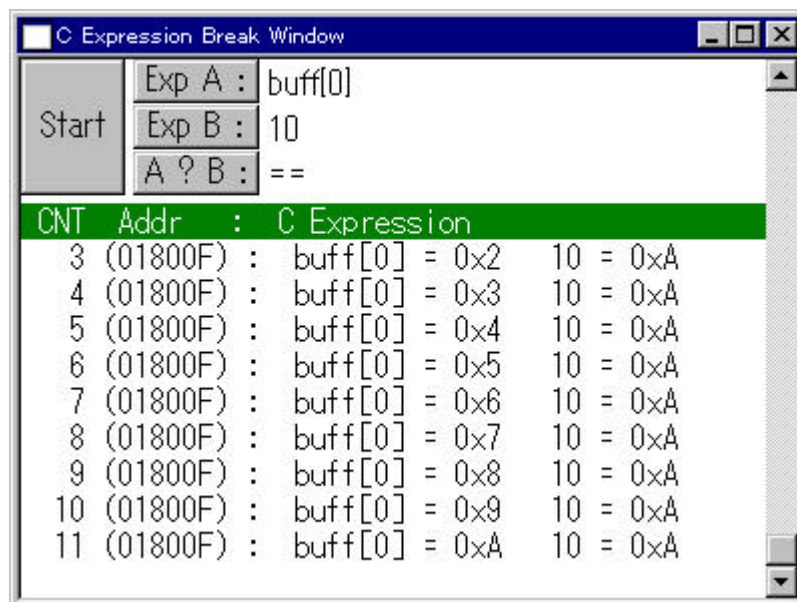 C Expression Break Window
Start
Exp A : buff[0]
Exp B : 10
A ? B : ==
CNT Addr : C Expression
3 (01800F) : buff[0] = 0x2 10 = 0xA
4 (01800F) : buff[0] = 0x3 10 = 0xA
5 (01800F) : buff[0] = 0x4 10 = 0xA
6 (01800F) : buff[0] = 0x5 10 = 0xA
7 (01800F) : buff[0] = 0x6 10 = 0xA
8 (01800F) : buff[0] = 0x7 10 = 0xA
9 (01800F) : buff[0] = 0x8 10 = 0xA
10 (01800F) : buff[0] = 0x9 10 = 0xA
11 (01800F) : buff[0] = 0xA 10 = 0xA